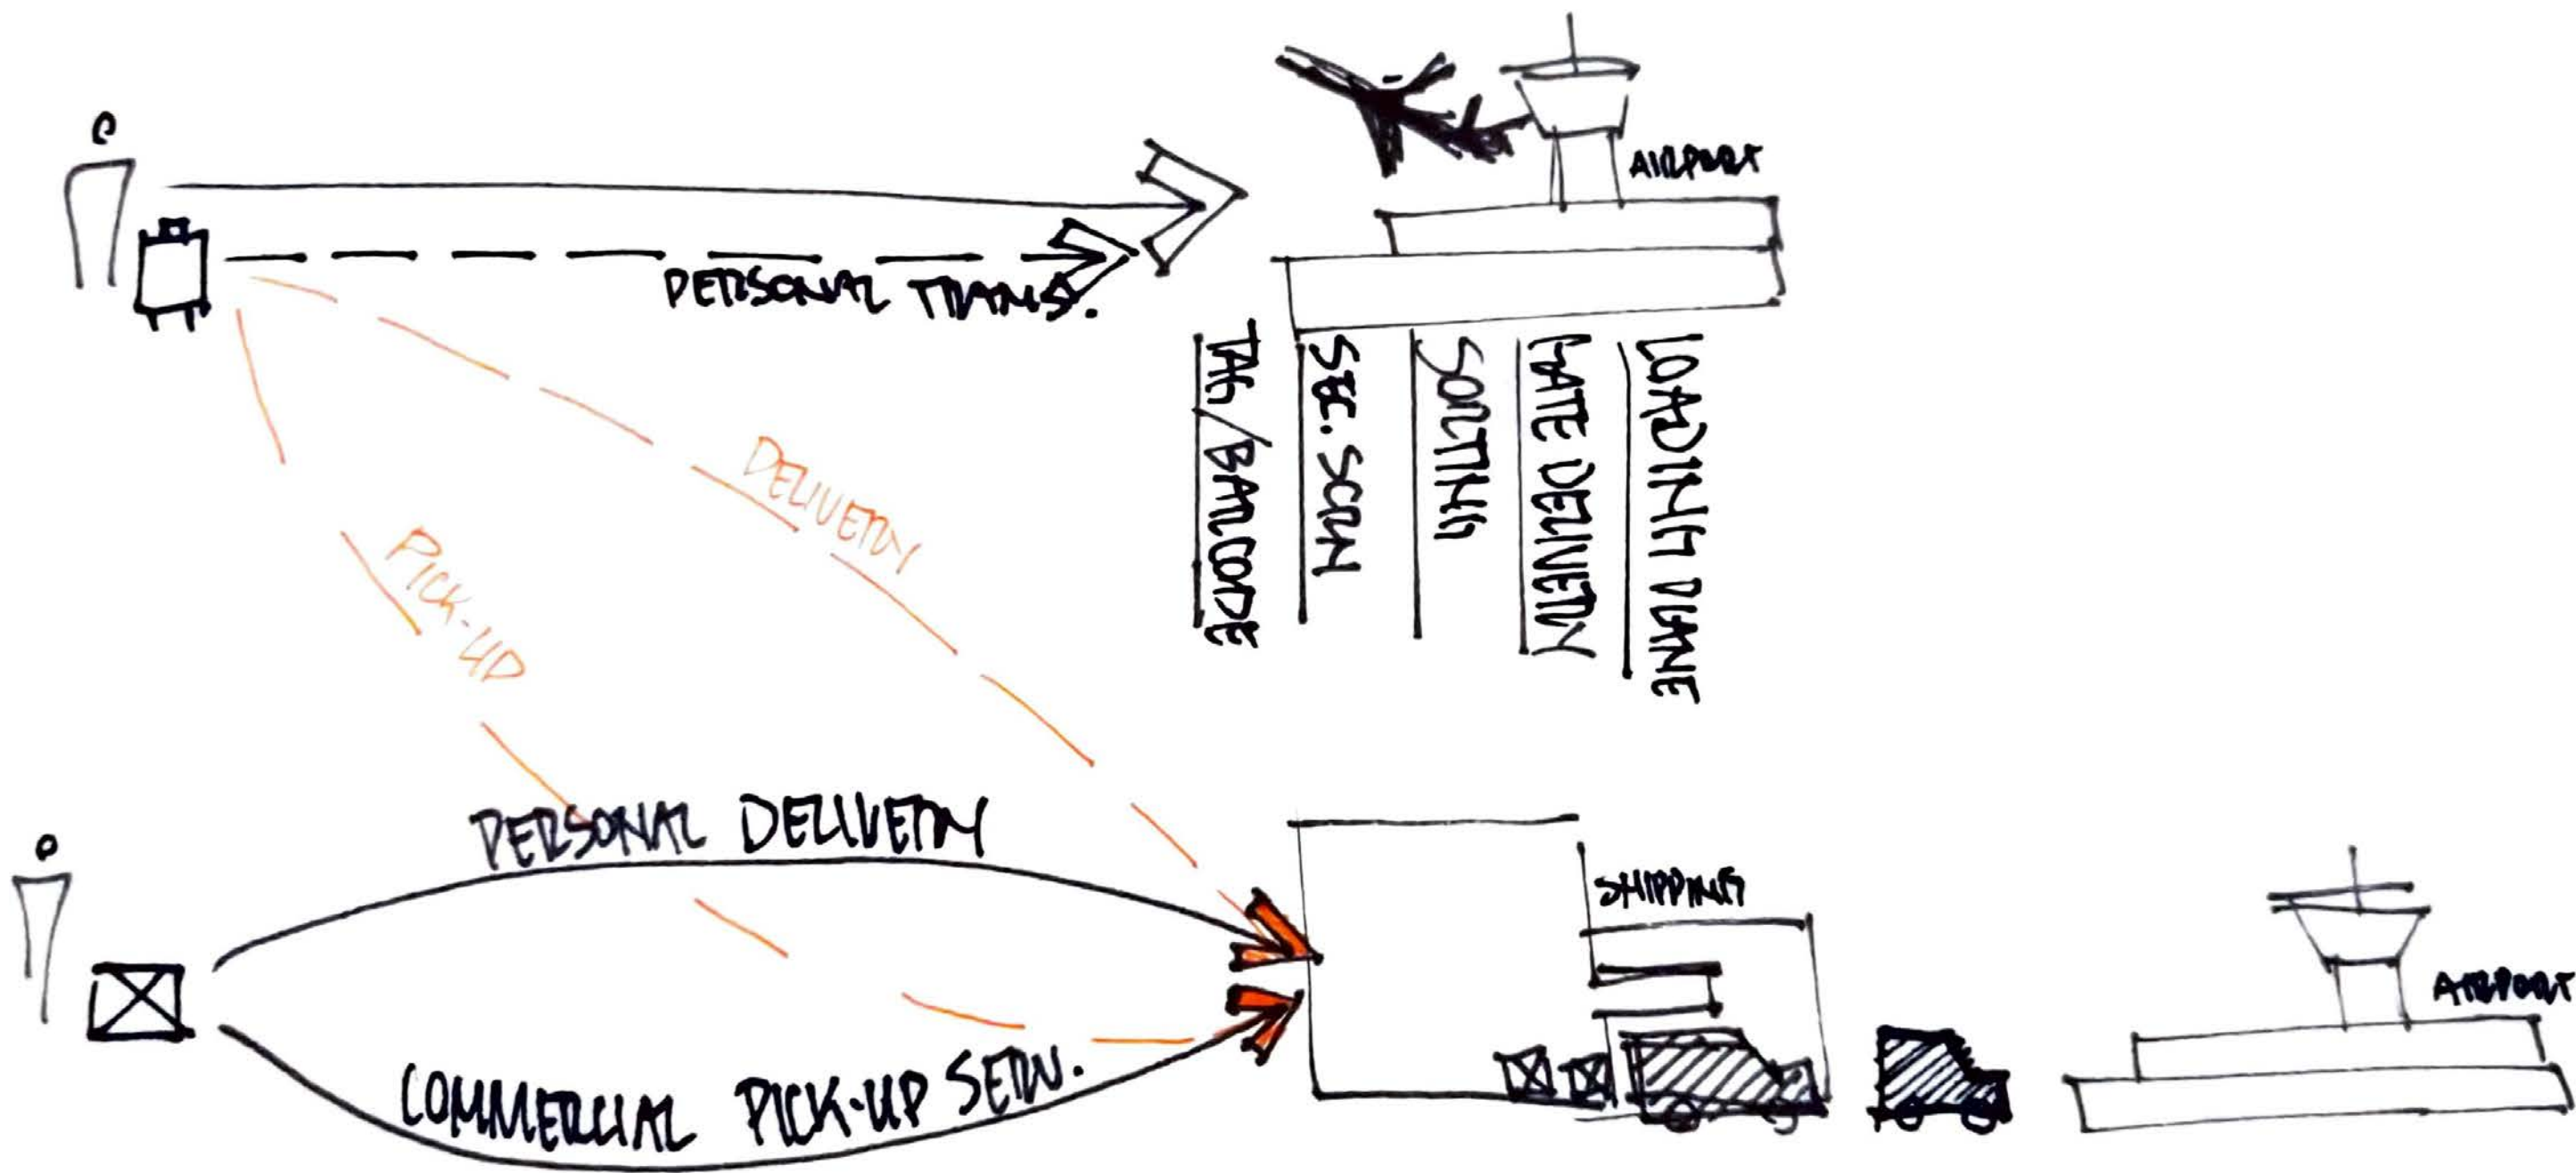 AIRPORT
PERSONAL TRANS.
TAG/BARCODE
SEC. SCRN
SORTING
GATE DELIVERY
LOADING PLANE
DELIVERY
PICK-UP
PERSONAL DELIVERY
SHIPPING
AIRPORT
COMMERCIAL PICK-UP SERV.